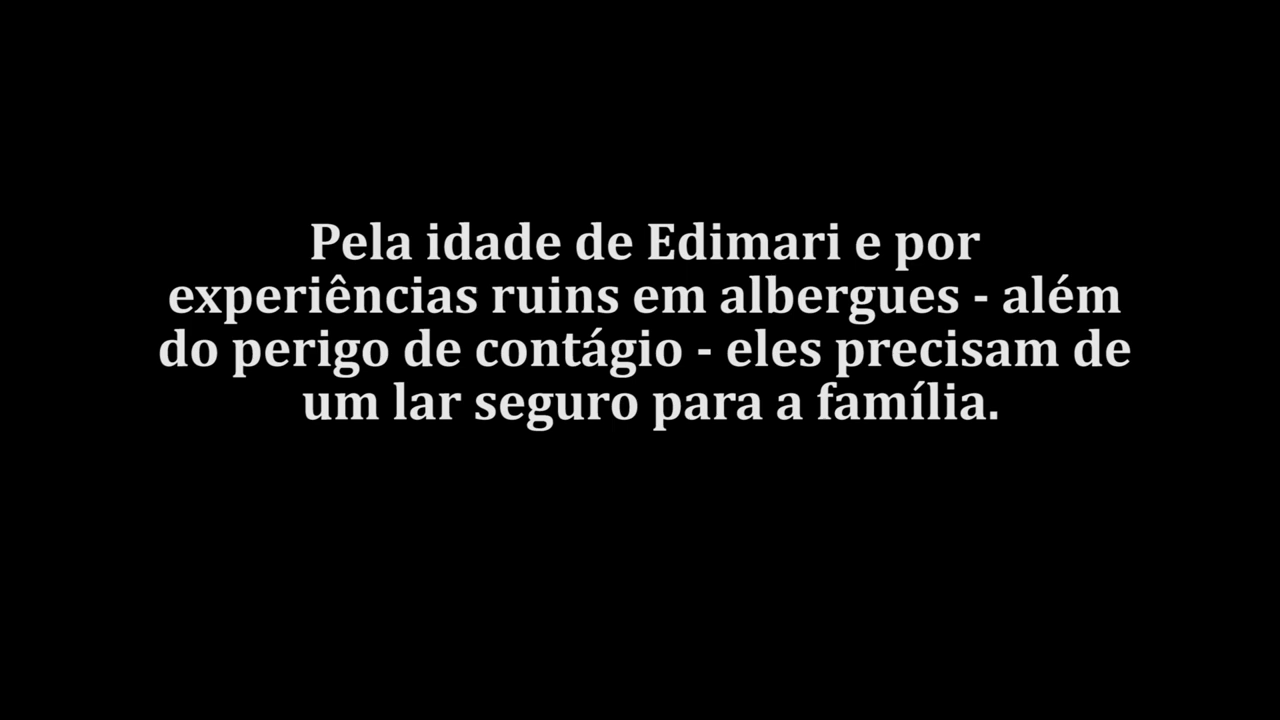 Pela idade de Edimari e por
experiências ruins em albergues - além
do perigo de contágio - eles precisam de
um lar seguro para a família.